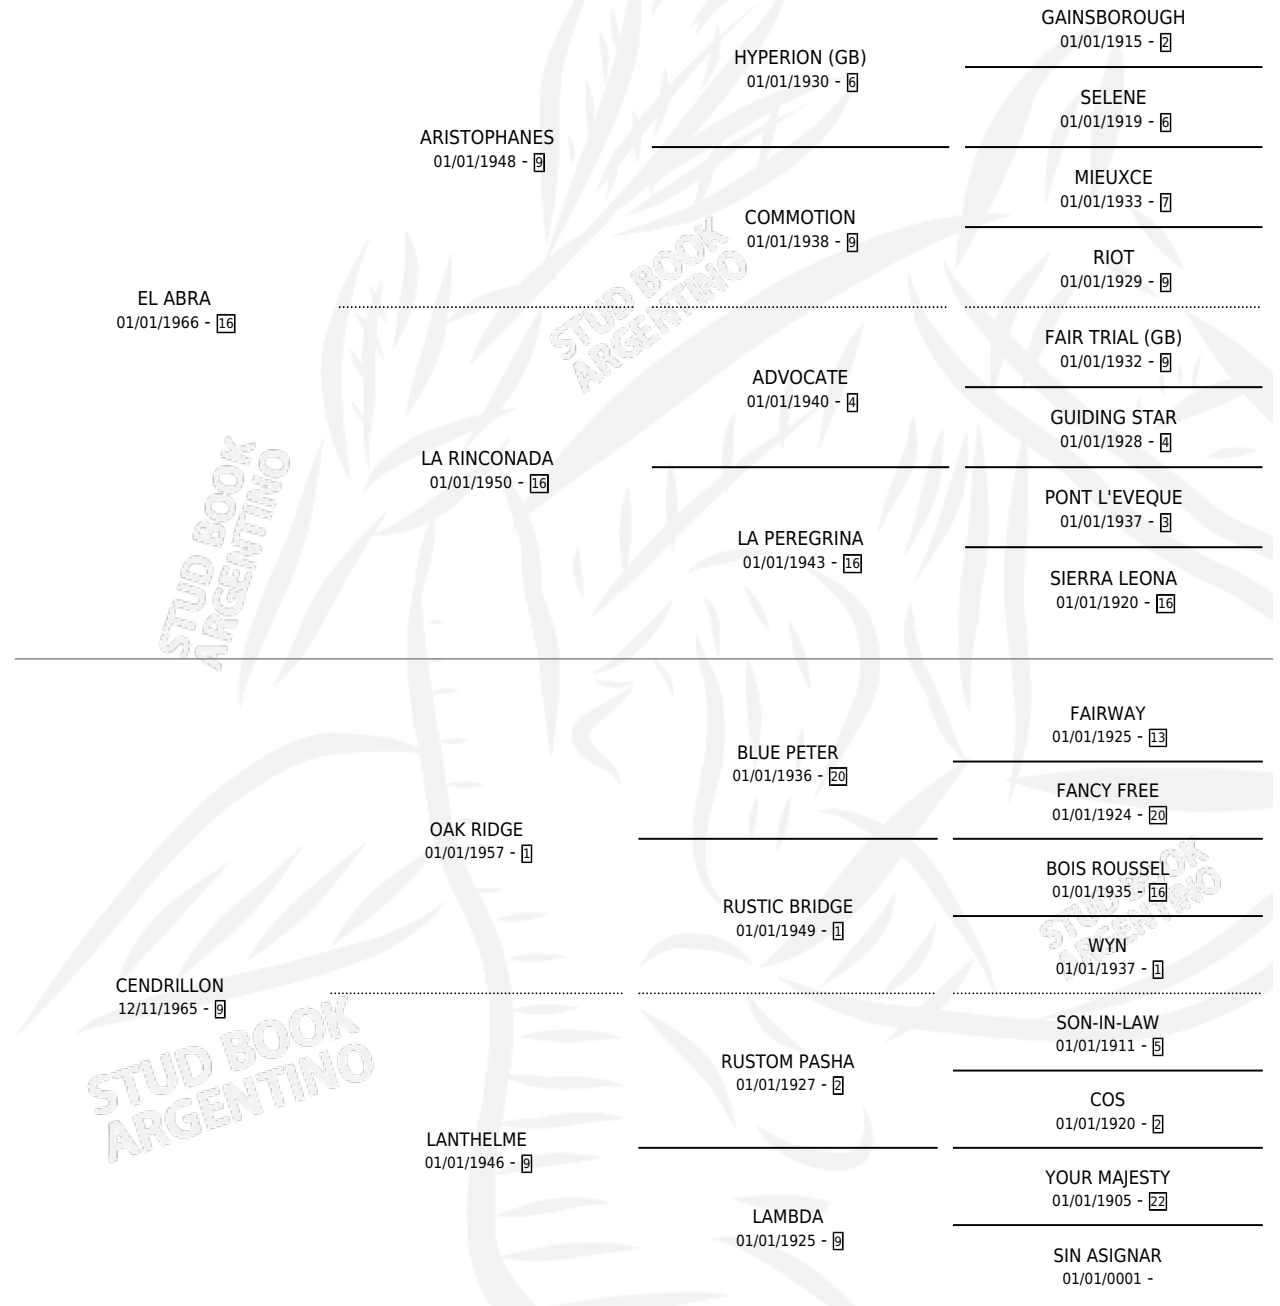 GAINSBOROUGH
01/01/1915 - 2
HYPERION (GB)
01/01/1930 - 6
SELENE
01/01/1919 - 6
ARISTOPHANES
01/01/1948 - 9
MIEUXCE
01/01/1933 - 7
COMMOTION
01/01/1938 - 9
RIOT
01/01/1929 - 9
EL ABRA
01/01/1966 - 16
STUD BOOK
ARGENTINO
FAIR TRIAL (GB)
01/01/1932 - 9
ADVOCATE
01/01/1940 - 4
GUIDING STAR
01/01/1928 - 4
LA RINCONADA
01/01/1950 - 16
PONT L'EVEQUE
01/01/1937 - 3
LA PEREGRINA
01/01/1943 - 16
SIERRA LEONA
01/01/1920 - 16
STUD BOOK
ARGENTINO
FAIRWAY
01/01/1925 - 13
BLUE PETER
01/01/1936 - 20
FANCY FREE
01/01/1924 - 20
OAK RIDGE
01/01/1957 - 1
BOIS ROUSSEL
01/01/1935 - 16
RUSTIC BRIDGE
01/01/1949 - 1
WYN
01/01/1937 - 1
STUD BOOK
ARGENTINO
CENDRILLON
12/11/1965 - 9
SON-IN-LAW
01/01/1911 - 5
RUSTOM PASHA
01/01/1927 - 2
COS
01/01/1920 - 2
STUD BOOK
ARGENTINO
LANTHELME
01/01/1946 - 9
YOUR MAJESTY
01/01/1905 - 22
LAMBDA
01/01/1925 - 9
SIN ASIGNAR
01/01/0001 -